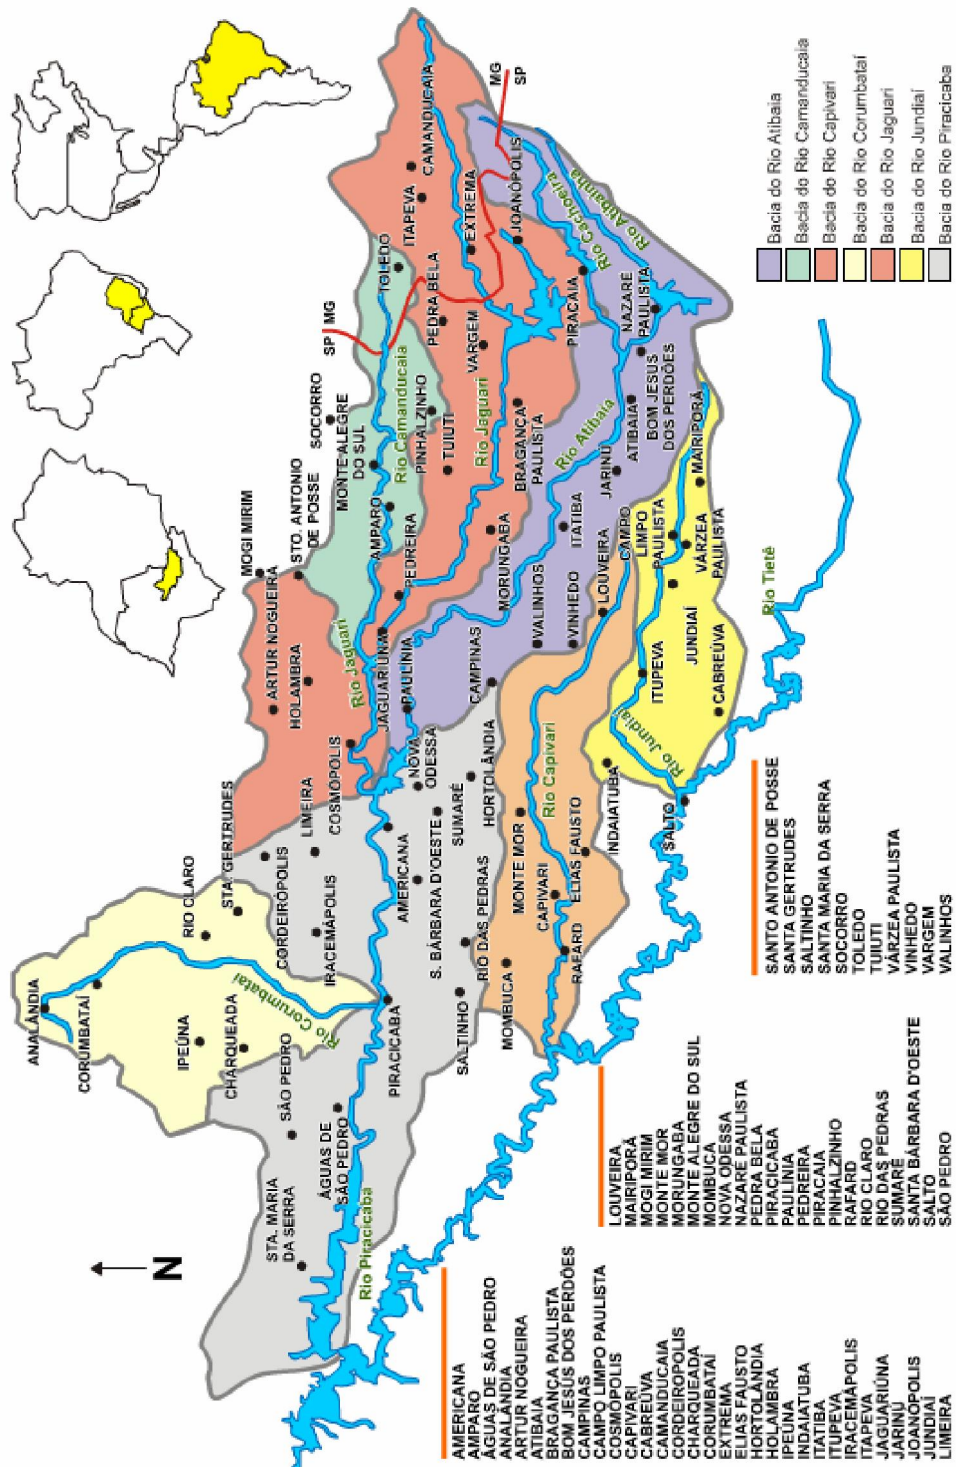 N
ANALÂNDIA
CORUMBATAÍ
RIO CLARO
IPEÚNA
CHARQUEADA
Rio Corumbataí
STA. GERTRUDES
CORDEIRÓPOLIS
IRACEMÁPOLIS
LIMEIRA
STA. MARIA
DA SERRA
SÃO PEDRO
ÁGUAS DE
SÃO PEDRO
Rio Piracicaba
PIRACICABA
SALTINHO
RIO DAS PEDRAS
S. BÁRBARA D'OESTE
AMERICANA
SUMARÉ
HORTOLÂNDIA
NOVA
ODESSA
COSMÓPOLIS
HOLAMBRA
ARTUR NOGUEIRA
MOGI MIRIM
STO. ANTONIO
DE POSSE
Rio Jaguari
JAGUARIUNA
PAULÍNIA
CAMPINAS
PEDREIRA
AMPARO
MONTE ALEGRE
DO SUL
SOCORRO
Rio Camanducaia
PINHALZINHO
TOLEDO
SP MG
ITAPEVA
CAMANDUCAIA
EXTREMA
MG
SP
PEDRA BELA
VARGEM
JOANÓPOLIS
TUIUTI
Rio Jaguari
BRAGANÇA
PAULISTA
MORUNGABA
PIRACAIA
Rio Cachoeira
Rio Atibainha
NAZARÉ
PAULISTA
BOM JESUS
DOS PERDÕES
ATIBAIA
Rio Atibaia
JARINÚ
ITATIBA
VALINHOS
VINHEDO
LOUVEIRA
CAMPO
LIMPO
PAULISTA
VÁRZEA
PAULISTA
MAIRIPORÃ
JUNDIAÍ
ITUPEVA
CABREÚVA
Rio Jundiaí
INDAIATUBA
SALTO
Rio Tietê
Rio Capivari
MONTE MOR
ELIAS FAUSTO
CAPIVARI
RAFARD
MOMBUCA
Bacia do Rio Atibaia
Bacia do Rio Camanducaia
Bacia do Rio Capivari
Bacia do Rio Corumbataí
Bacia do Rio Jaguari
Bacia do Rio Jundiaí
Bacia do Rio Piracicaba
AMERICANA
AMPARO
ÁGUAS DE SÃO PEDRO
ANALÂNDIA
ARTUR NOGUEIRA
ATIBAIA
BRAGANÇA PAULISTA
BOM JESÚS DOS PERDÕES
CAMPINAS
CAMPO LIMPO PAULISTA
COSMÓPOLIS
CAPIVARI
CABREÚVA
CAMANDUCAIA
CORDEIRÓPOLIS
CHARQUEADA
CORUMBATAÍ
EXTREMA
ELIAS FAUSTO
HORTOLÂNDIA
HOLAMBRA
IPEÚNA
INDAIATUBA
ITATIBA
ITUPEVA
IRACEMÁPOLIS
ITAPEVA
JAGUARIÚNA
JARINÚ
JOANÓPOLIS
JUNDIAÍ
LIMEIRA
LOUVEIRA
MAIRIPORÃ
MOGI MIRIM
MONTE MOR
MORUNGABA
MONTE ALEGRE DO SUL
MOMBUCA
NOVA ODESSA
NAZARÉ PAULISTA
PEDRA BELA
PIRACICABA
PAULÍNIA
PEDREIRA
PIRACAIA
PINHALZINHO
RAFARD
RIO CLARO
RIO DAS PEDRAS
SUMARÉ
SANTA BÁRBARA D'OESTE
SALTO
SÃO PEDRO
SANTO ANTONIO DE POSSE
SANTA GERTRUDES
SALTINHO
SANTA MARIA DA SERRA
SOCORRO
TOLEDO
TUIUTI
VÁRZEA PAULISTA
VINHEDO
VARGEM
VALINHOS